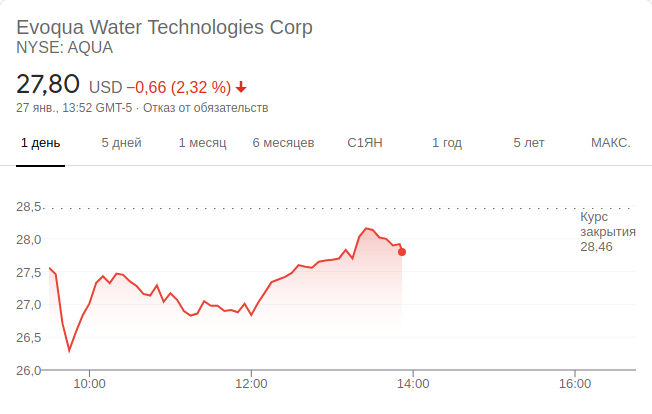 Evoqua Water Technologies Corp
NYSE: AQUA
27,80 USD −0,66 (2,32 %)
27 янв., 13:52 GMT-5 · Отказ от обязательств
1 день 5 дней 1 месяц 6 месяцев С1ЯН 1 год 5 лет МАКС.
28,5
Курс
закрытия
28,46
28,0
27,5
27,0
26,5
26,0
10:00 12:00 14:00 16:00